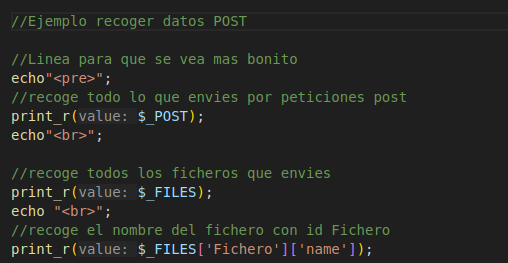 //Ejemplo recoger datos POST
//Linea para que se vea mas bonito
echo"<pre>";
//recoge todo lo que envies por peticiones post
print_r(value: $_POST);
echo"<br>";
//recoge todos los ficheros que envies
print_r(value: $_FILES);
echo "<br>";
//recoge el nombre del fichero con id Fichero
print_r(value: $_FILES['Fichero']['name']);